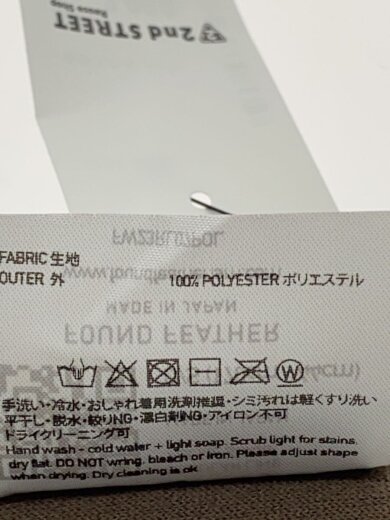 2nd STREET
Reuse Shop
FW23RL07POL
FABRIC 生地
OUTER 外 100% POLYESTER ポリエステル
MADE IN JAPAN
FOUND FEATHER
手洗い・冷水・おしゃれ着用洗剤推奨・シミ汚れは軽くすり洗い
平干し・脱水・絞りNG・漂白剤NG・アイロン不可
ドライクリーニング可
Hand wash - cold water + light soap. Scrub light for stains,
dry flat. DO NOT wring, bleach or iron. Please adjust shape
when drying. Dry cleaning is ok